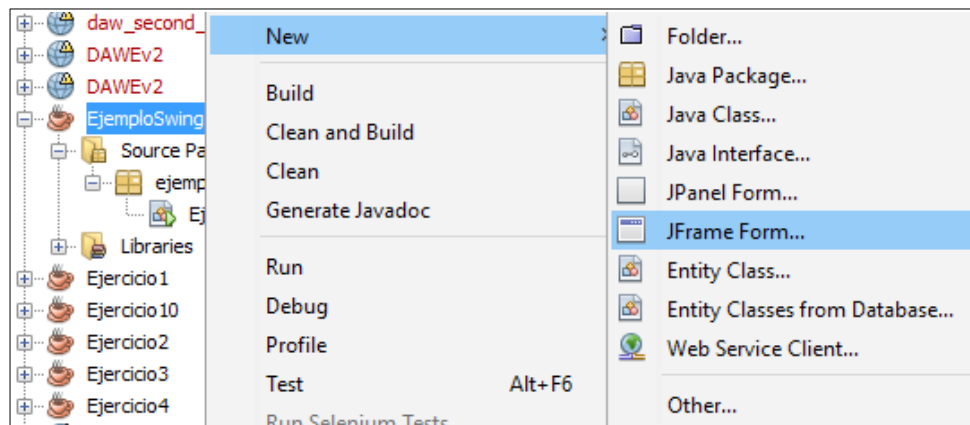 daw_second_
DAWEv2
DAWEv2
EjemploSwing
Source Pa
ejemp
Ej
Libraries
Ejercicio1
Ejercicio10
Ejercicio2
Ejercicio3
Ejercicio4
New
Build
Clean and Build
Clean
Generate Javadoc
Run
Debug
Profile
Test Alt+F6
Run Selenium Tests
Folder...
Java Package...
Java Class...
Java Interface...
JPanel Form...
JFrame Form...
Entity Class...
Entity Classes from Database...
Web Service Client...
Other...